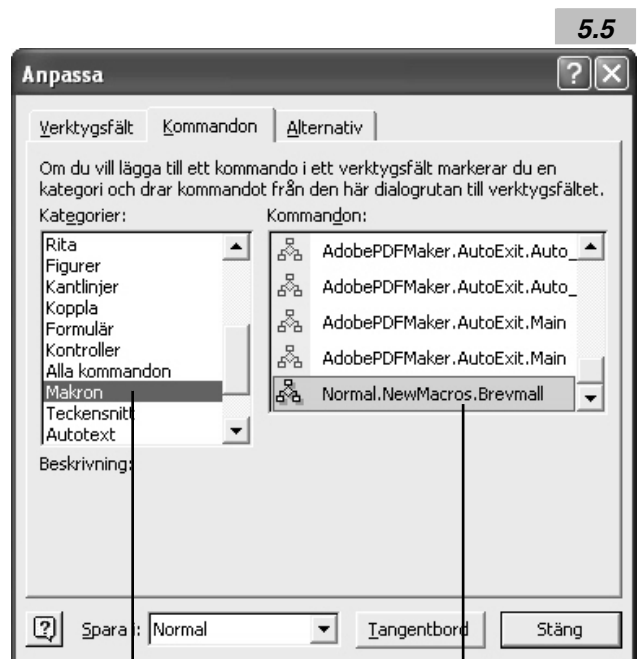 5.5
Anpassa
Verktygsfält Kommandon Alternativ
Om du vill lägga till ett kommando i ett verktygsfält markerar du en
kategori och drar kommandot från den här dialogrutan till verktygsfältet.
Kategorier:
Rita
Figurer
Kantlinjer
Koppla
Formulär
Kontroller
Alla kommandon
Makron
Teckensnitt
Autotext
Kommandon:
AdobePDFMaker.AutoExit.Auto_
AdobePDFMaker.AutoExit.Auto_
AdobePDFMaker.AutoExit.Main
AdobePDFMaker.AutoExit.Main
Normal.NewMacros.Brevmall
Beskrivning:
Spara i: Normal Tangentbord Stäng